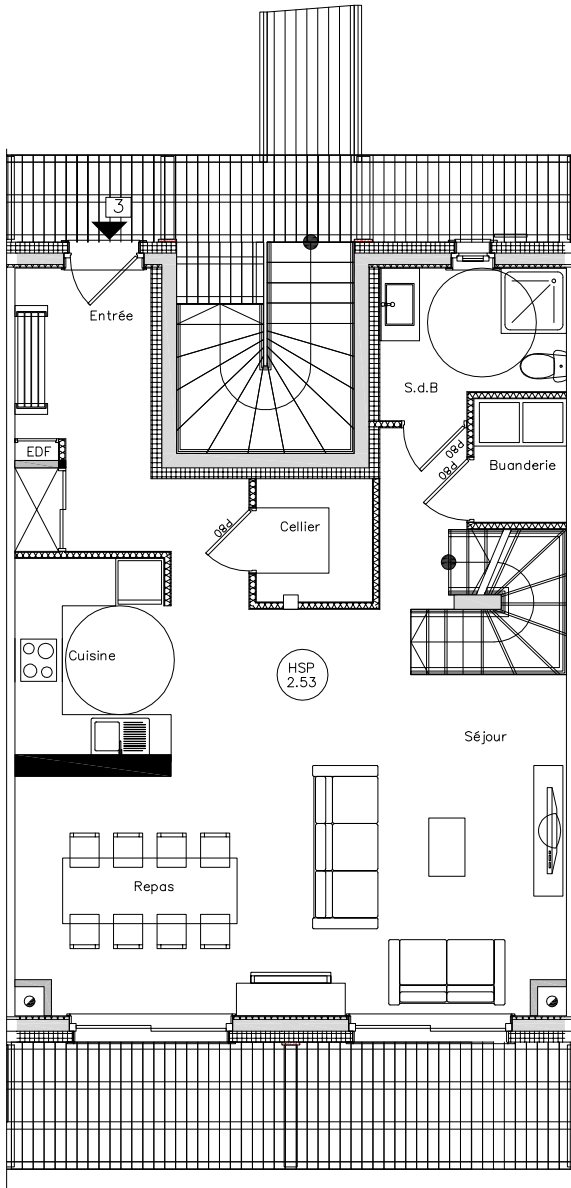 3
Entrée
S.d.B
EDF
P80
P80
Buanderie
P80
Cellier
Cuisine
HSP
2.53
Séjour
Repas